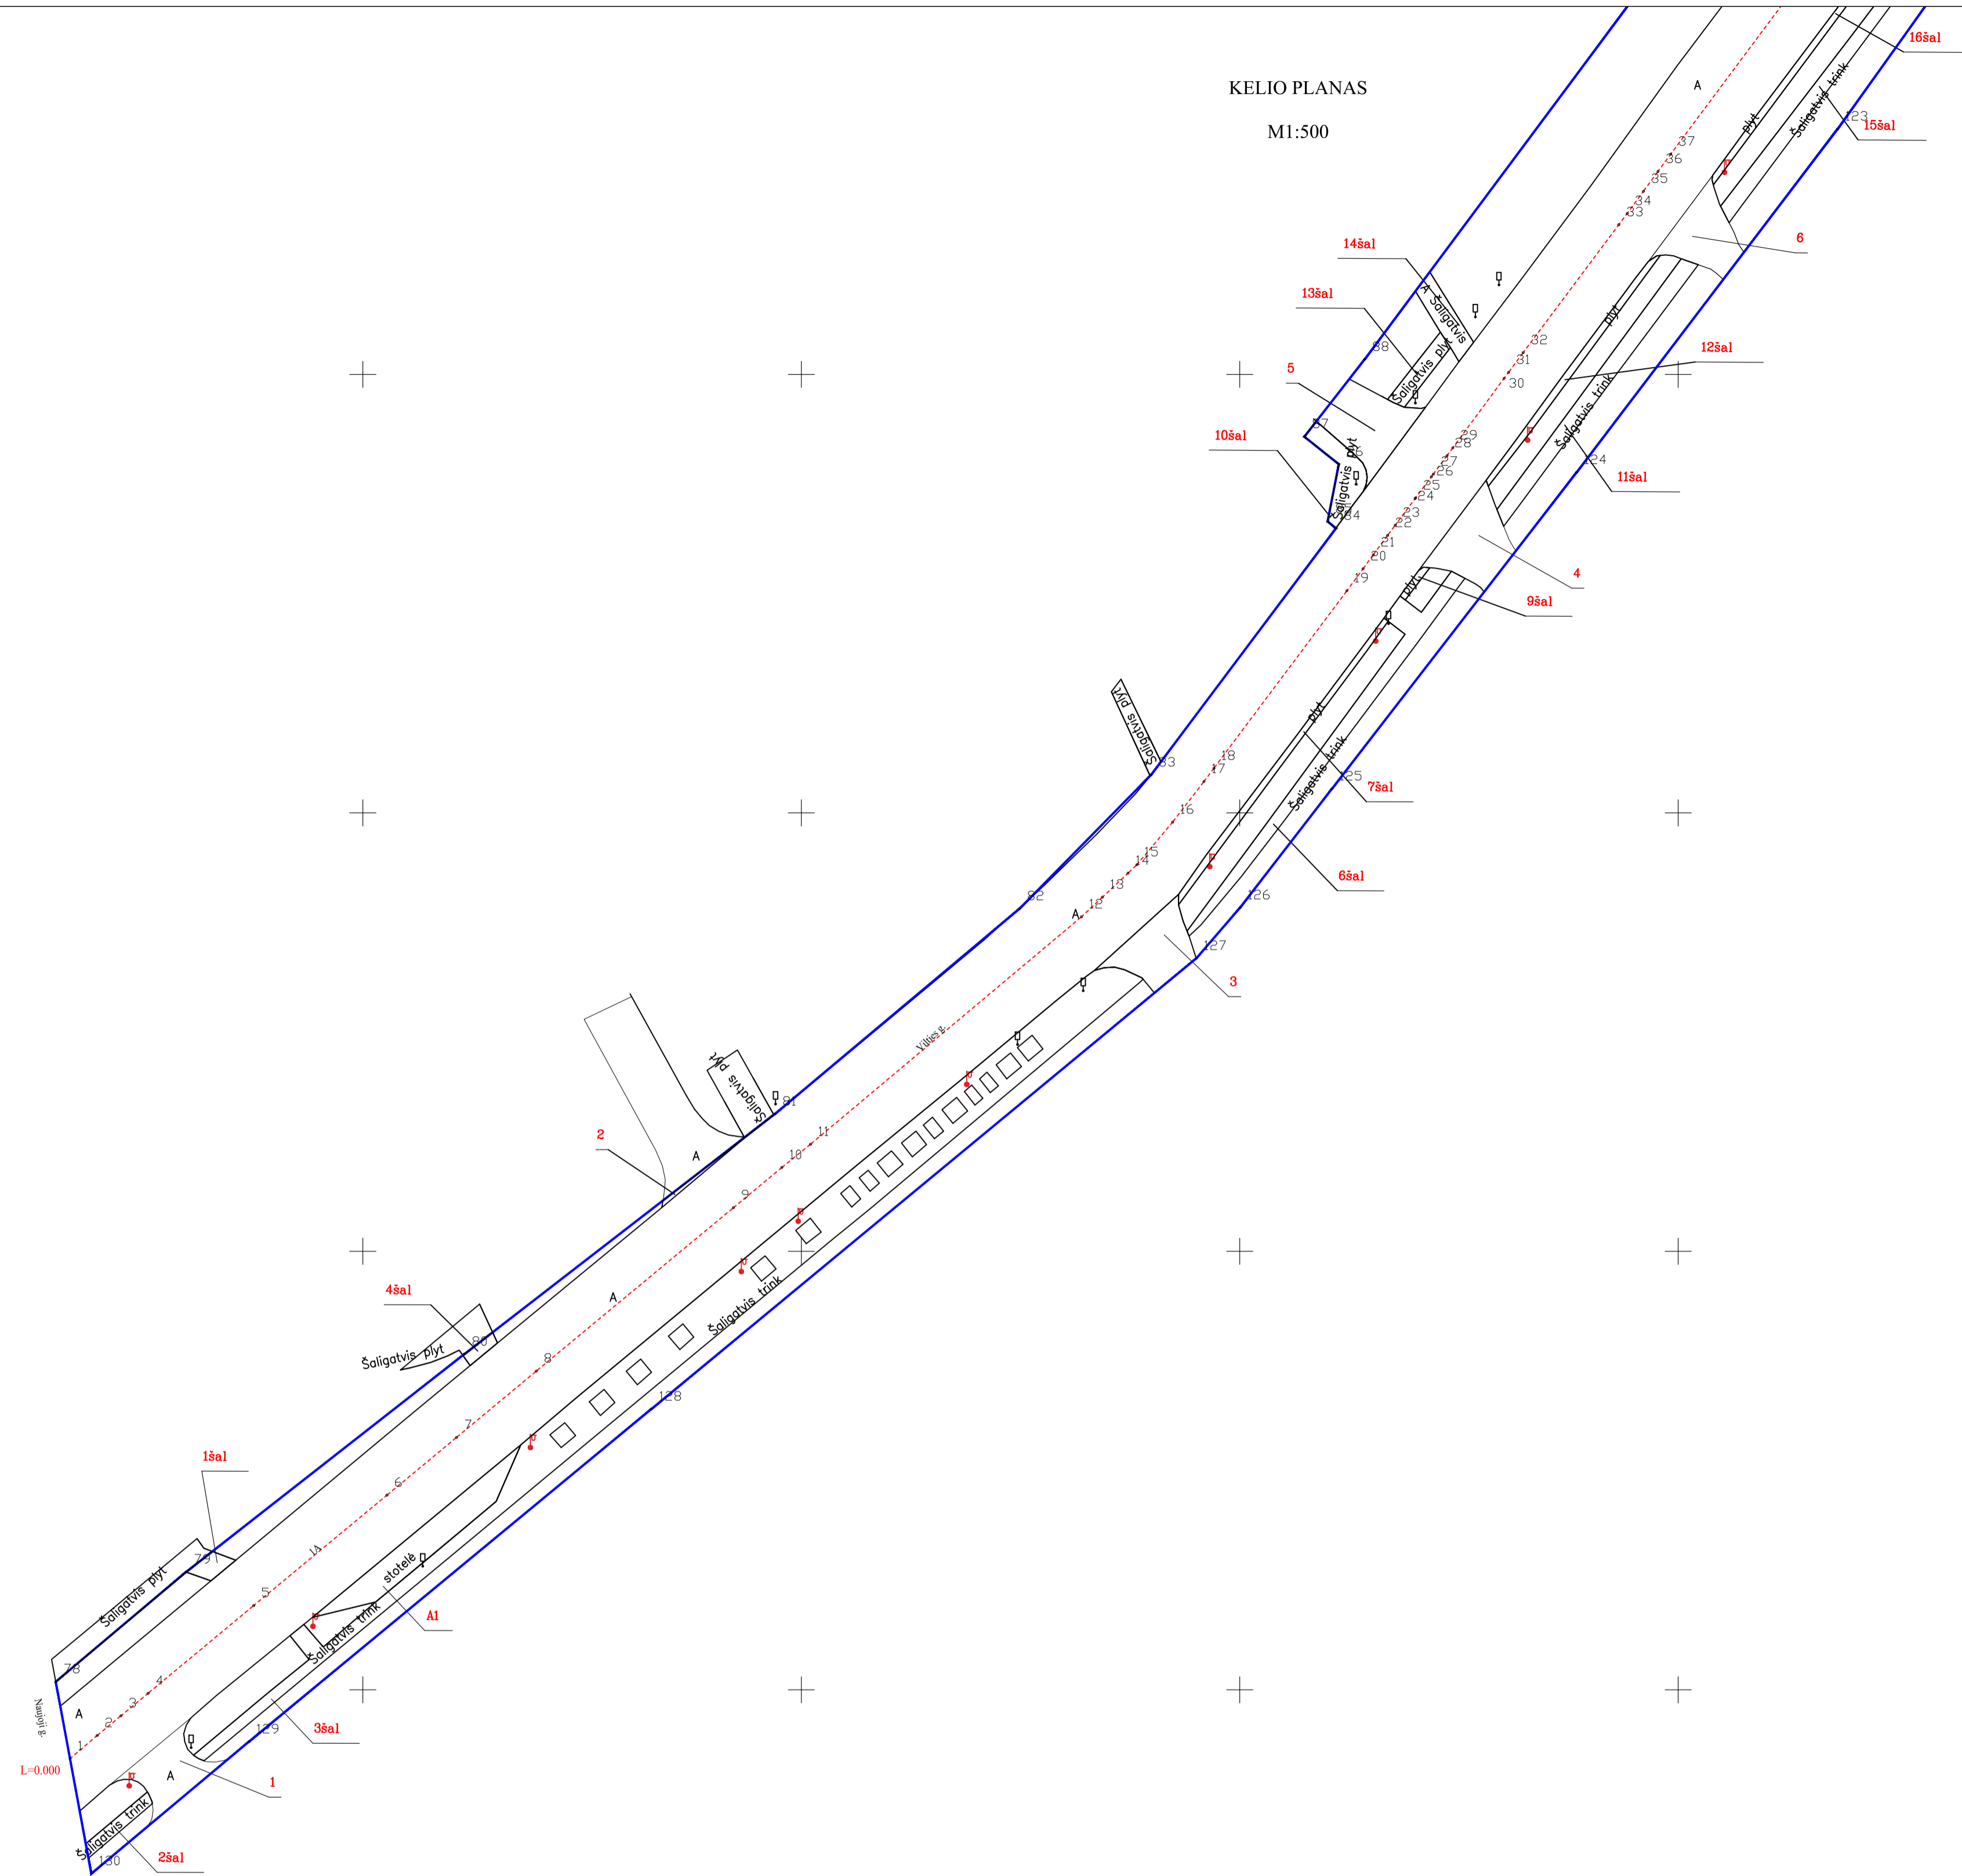 KELIO PLANAS
M1:500
16šal
A
plyt
Šaligatvis trink
123
15šal
37
36
35
34
33
6
14šal
13šal
A Šaligatvis
Šaligatvis plyt
88
5
plyt
12šal
32
31
30
Šaligatvis trink
87
86
10šal
Šaligatvis plyt
84
29
28
27
26
25
24
23
22
21
20
19
124
11šal
4
plyt
9šal
Šaligatvis plyt
83
plyt
Šaligatvis trink
125
7šal
18
17
16
15
14
13
12
A
82
6šal
126
127
3
Vilties g.
Šaligatvis plyt
81
2
A
11
10
9
A
4šal
80
Šaligatvis plyt
Šaligatvis trink
8
128
7
6
1šal
79
Šaligatvis plyt
VI
5
stotelė
A1
Šaligatvis trink
78
4
3
2
1
A
Naujoji g.
L=0.000
129
3šal
A
1
Šaligatvis trink
130
2šal